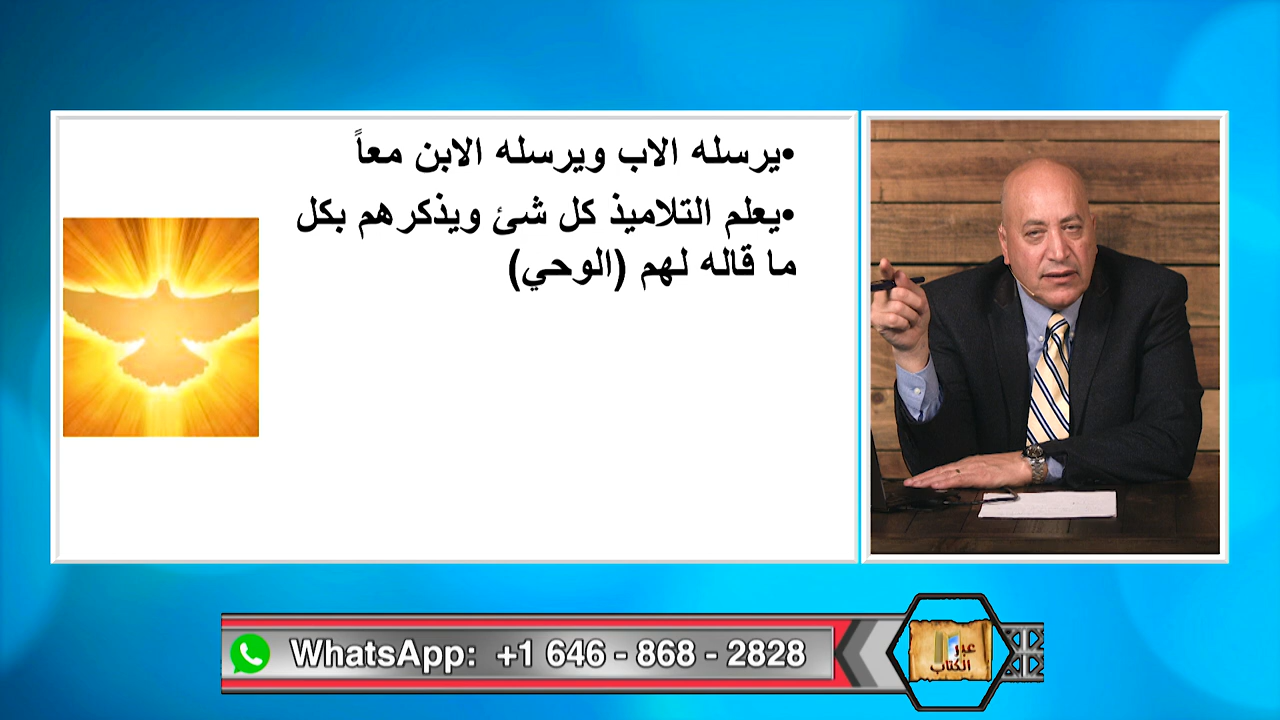 •يرسله الاب ويرسله الابن معاً
•يعلم التلاميذ كل شئ ويذكرهم بكل
ما قاله لهم (الوحي)
WhatsApp: +1 646 - 868 - 2828
عبر
الكتاب